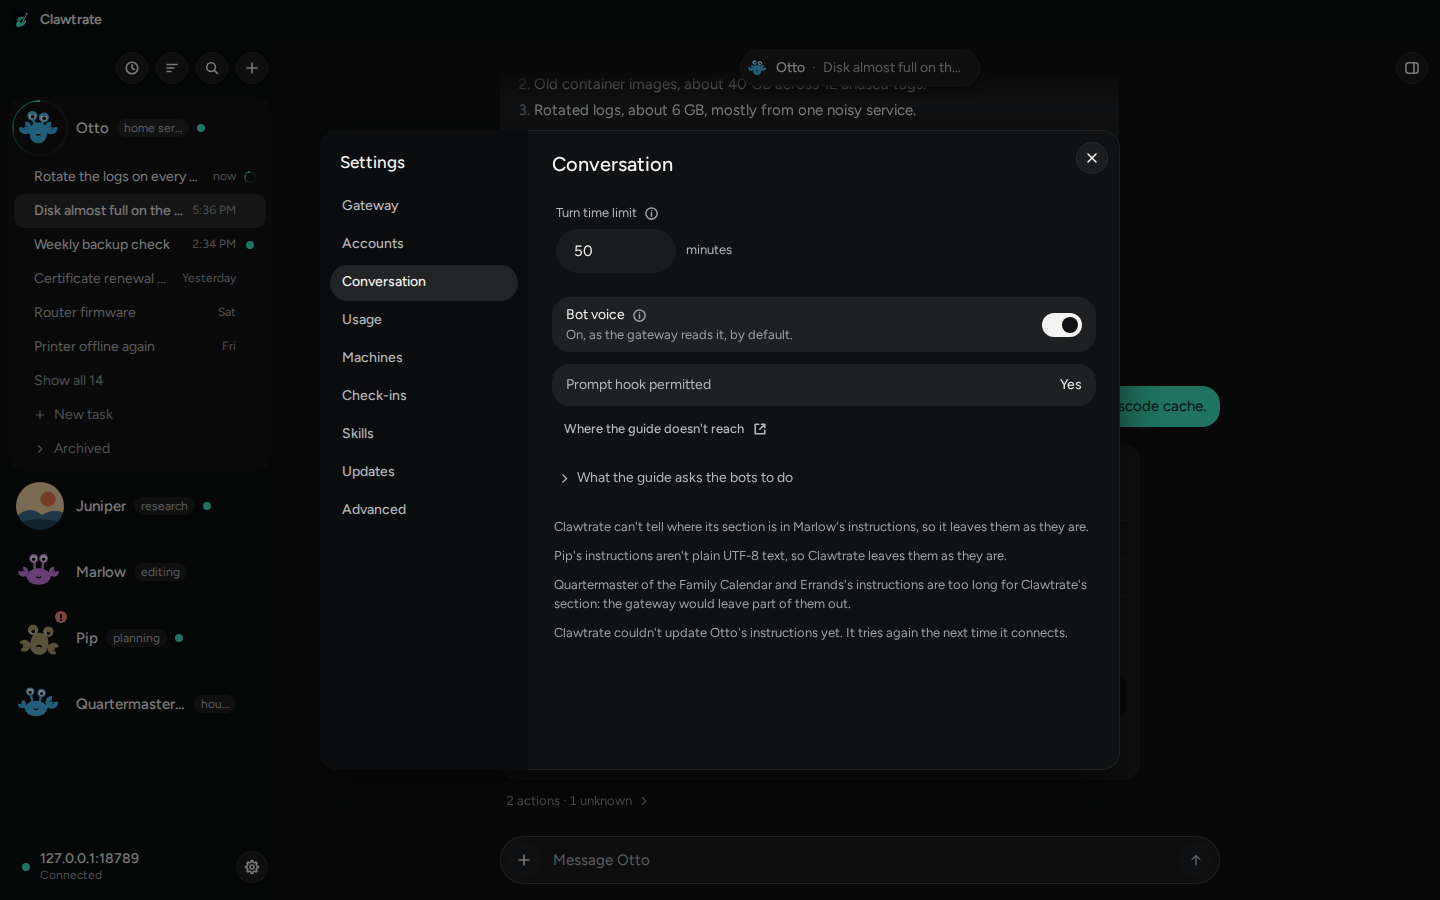 Clawtrate
Otto · Disk almost full on th...
2. Old container images, about 40 GB across 12 unused tags.
3. Rotated logs, about 6 GB, mostly from one noisy service.
Otto home ser...
Rotate the logs on every ... now
Disk almost full on the ... 5:36 PM
Weekly backup check 2:34 PM
Certificate renewal ... Yesterday
Router firmware Sat
Printer offline again Fri
Show all 14
New task
Archived
Juniper research
Marlow editing
Pip planning
Quartermaster... hou...
127.0.0.1:18789
Connected
Settings
Gateway
Accounts
Conversation
Usage
Machines
Check-ins
Skills
Updates
Advanced
Conversation
Turn time limit
50 minutes
Bot voice
On, as the gateway reads it, by default.
Prompt hook permitted Yes
Where the guide doesn't reach
What the guide asks the bots to do
Clawtrate can't tell where its section is in Marlow's instructions, so it leaves them as they are.
Pip's instructions aren't plain UTF-8 text, so Clawtrate leaves them as they are.
Quartermaster of the Family Calendar and Errands's instructions are too long for Clawtrate's
section: the gateway would leave part of them out.
Clawtrate couldn't update Otto's instructions yet. It tries again the next time it connects.
scode cache.
2 actions · 1 unknown
Message Otto